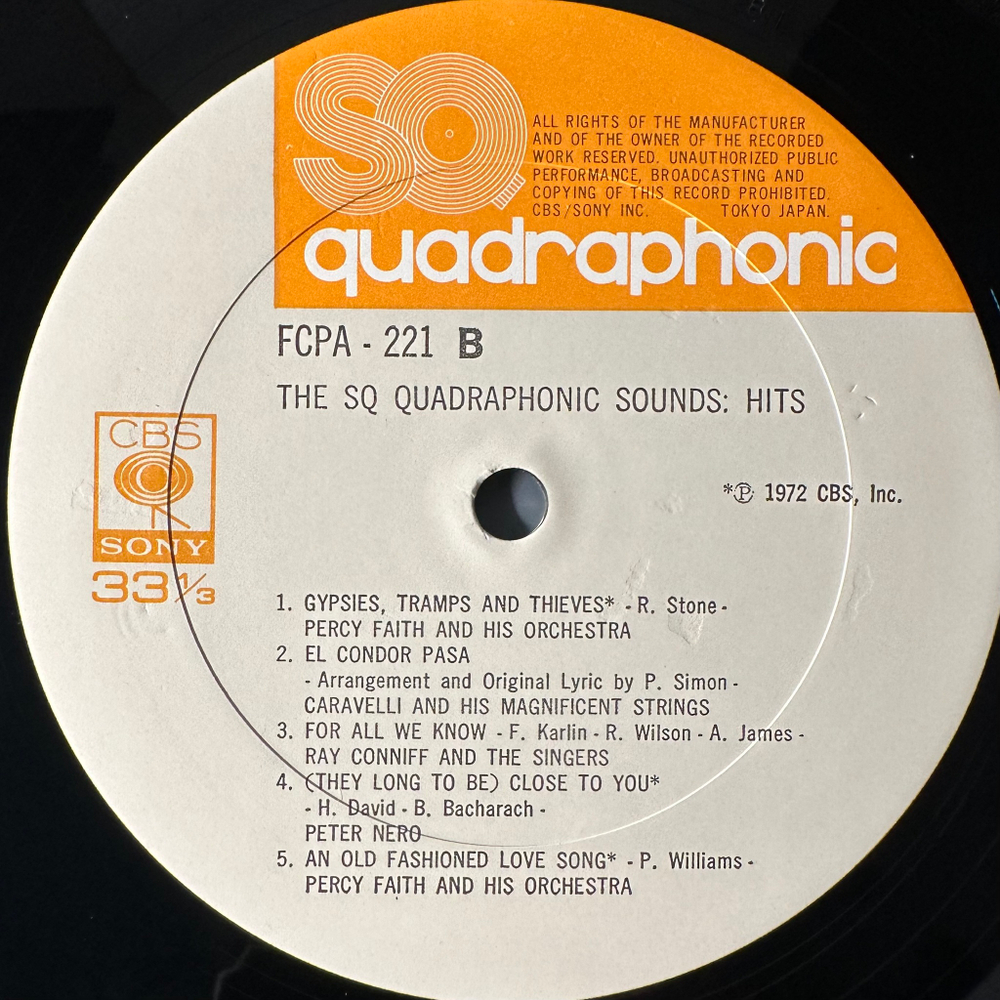 SQ
ALL RIGHTS OF THE MANUFACTURER
AND OF THE OWNER OF THE RECORDED
WORK RESERVED. UNAUTHORIZED PUBLIC
PERFORMANCE, BROADCASTING AND
COPYING OF THIS RECORD PROHIBITED.
CBS/SONY INC. TOKYO JAPAN.
quadraphonic
FCPA - 221 B
THE SQ QUADRAPHONIC SOUNDS: HITS
CBS
SONY
33 1/3
*Ⓟ 1972 CBS, Inc.
1. GYPSIES, TRAMPS AND THIEVES* - R. Stone -
PERCY FAITH AND HIS ORCHESTRA
2. EL CONDOR PASA
- Arrangement and Original Lyric by P. Simon -
CARAVELLI AND HIS MAGNIFICENT STRINGS
3. FOR ALL WE KNOW - F. Karlin - R. Wilson - A. James -
RAY CONNIFF AND THE SINGERS
4. (THEY LONG TO BE) CLOSE TO YOU*
- H. David - B. Bacharach -
PETER NERO
5. AN OLD FASHIONED LOVE SONG* - P. Williams -
PERCY FAITH AND HIS ORCHESTRA